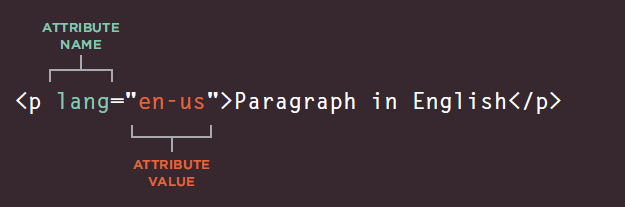 ATTRIBUTE
NAME
<p lang="en-us">Paragraph in English</p>
ATTRIBUTE
VALUE